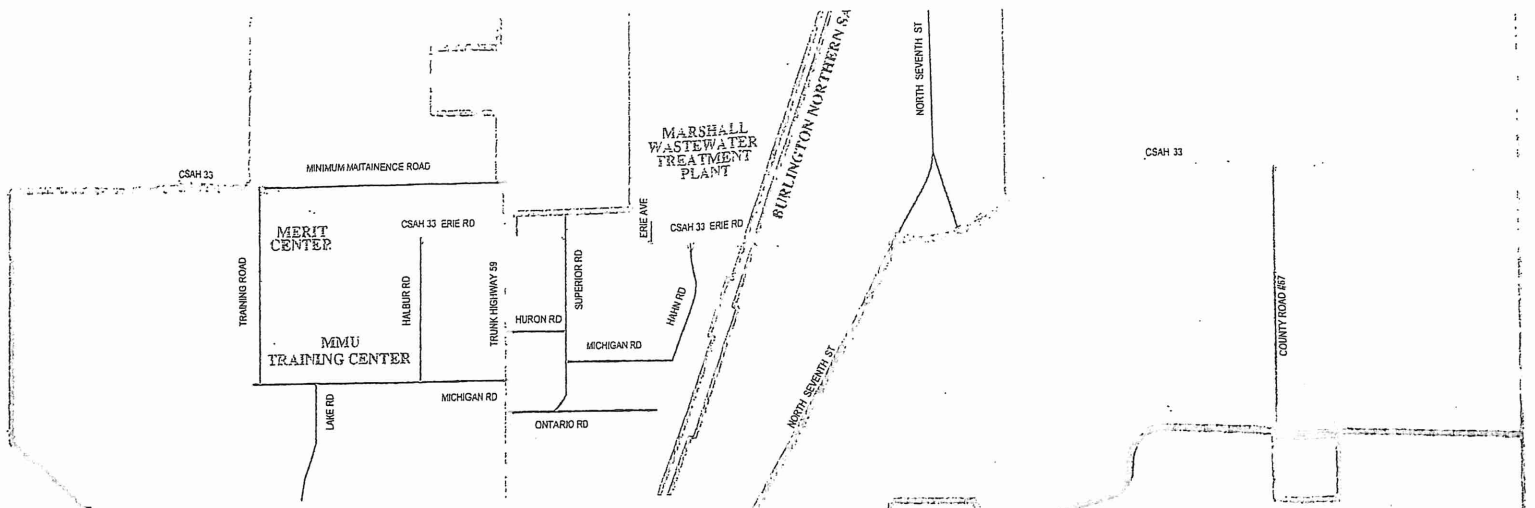 NORTH SEVENTH ST
BURLINGTON NORTHERN SA
MARSHALL
WASTEWATER
TREATMENT
PLANT
CSAH 33
MINIMUM MAITAINENCE ROAD
CSAH 33
MERIT
CENTER
CSAH 33 ERIE RD
ERIE AVE
CSAH 33 ERIE RD
TRAINING ROAD
HALBUR RD
TRUNK HIGHWAY 59
SUPERIOR RD
HAHN RD
HURON RD
COUNTY ROAD #67
MMU
TRAINING CENTER
MICHIGAN RD
NORTH SEVENTH ST
LAKE RD
MICHIGAN RD
ONTARIO RD